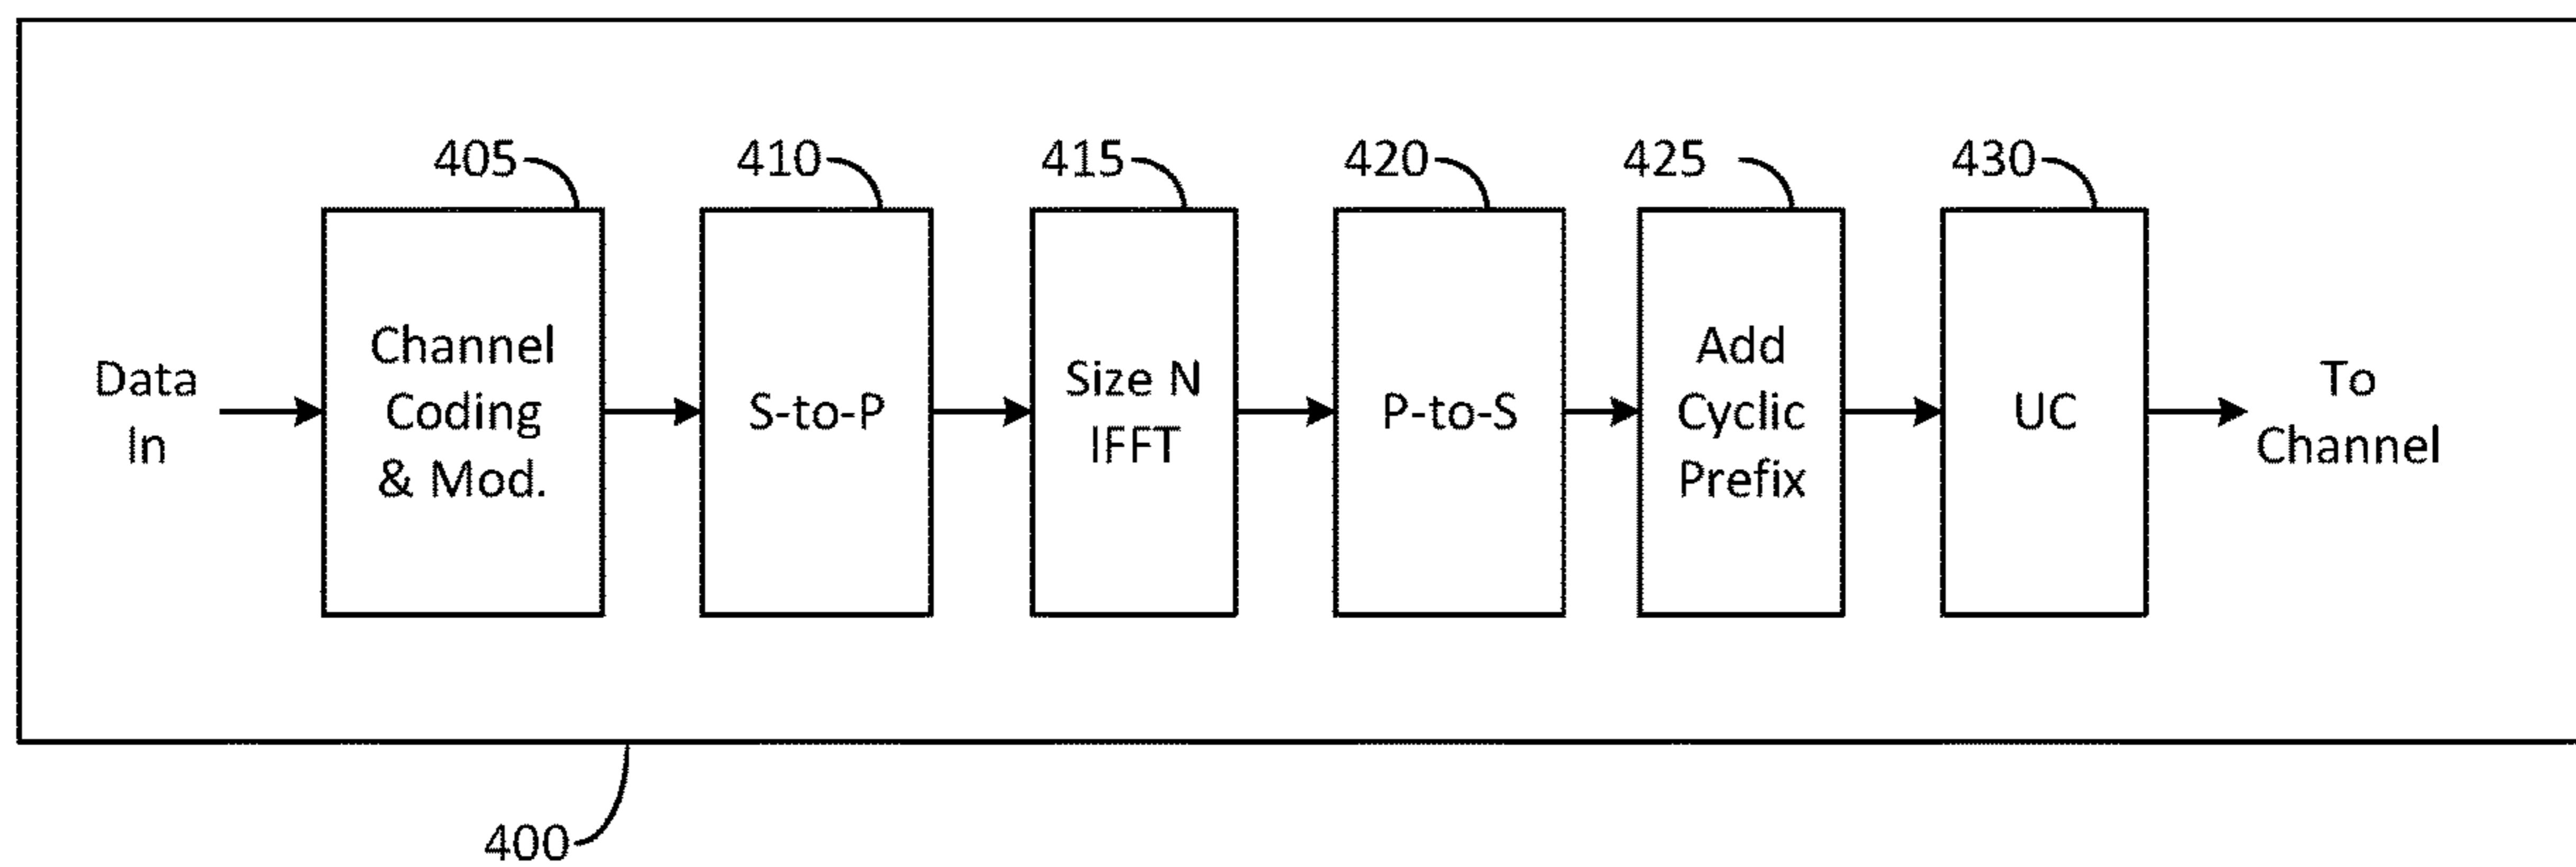 405
410
415
420
425
430
Data
In
Channel
Coding
& Mod.
S-to-P
Size N
IFFT
P-to-S
Add
Cyclic
Prefix
UC
To
Channel
400